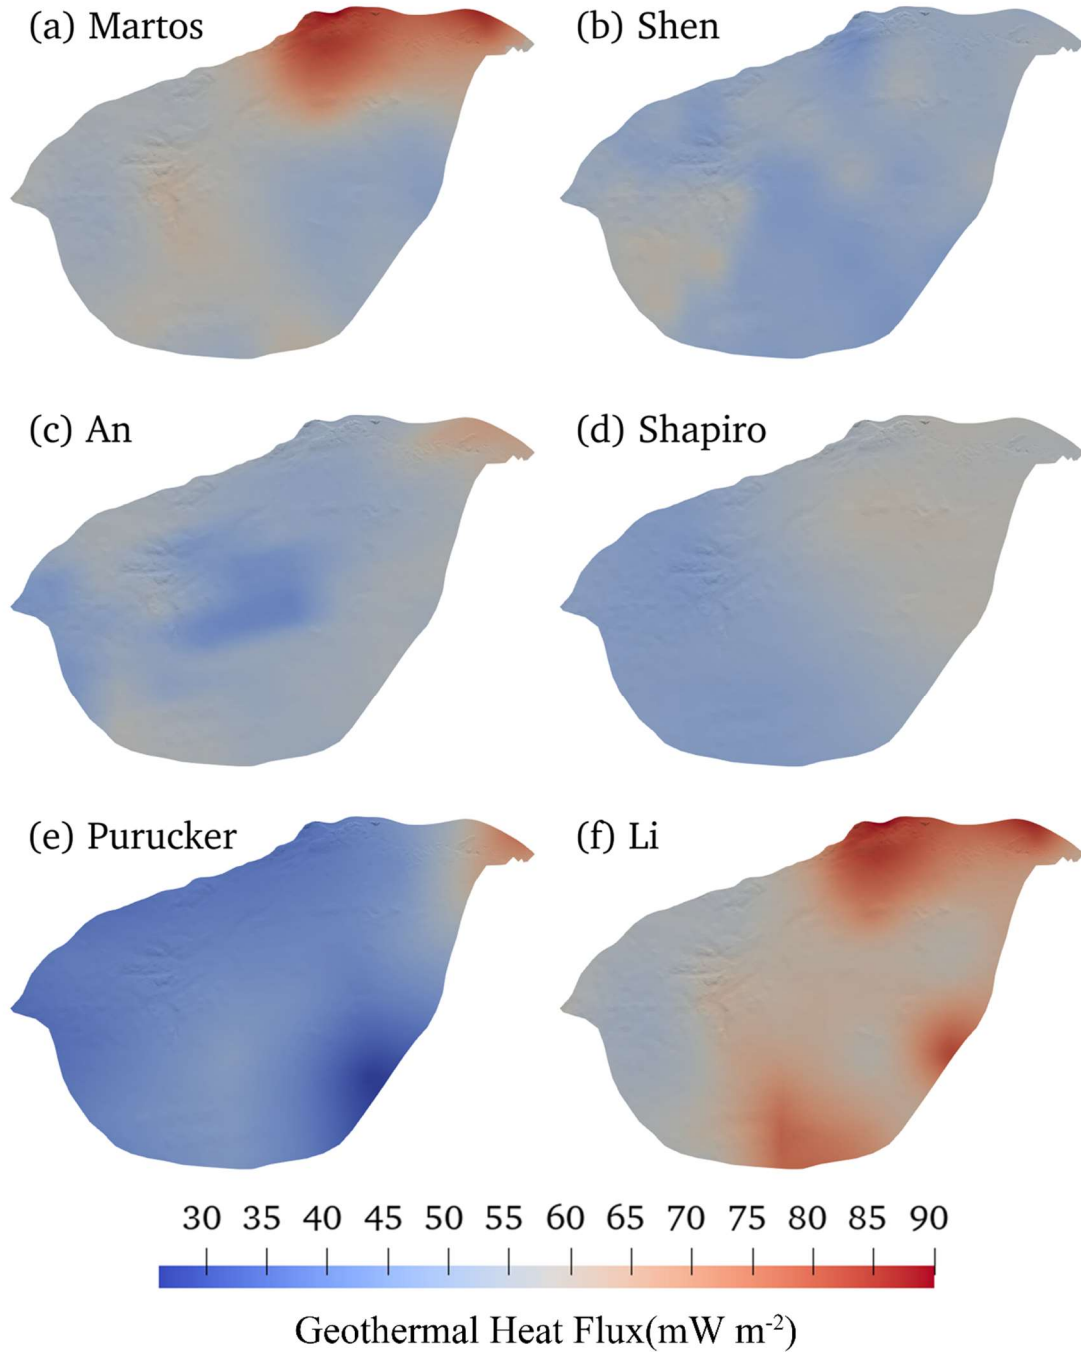 (a) Martos
(b) Shen
(c) An
(d) Shapiro
(e) Purucker
(f) Li
30 35 40 45 50 55 60 65 70 75 80 85 90
Geothermal Heat Flux(mW m⁻²)